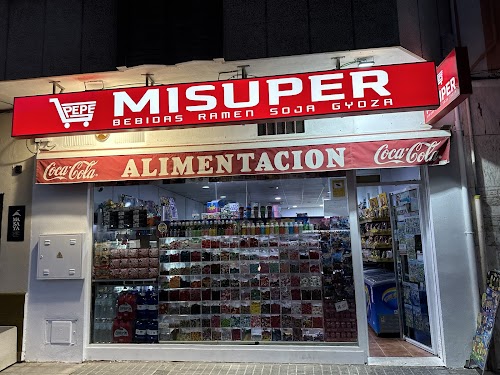 PEPE
MISUPER
BEBIDAS RAMEN SOJA GYOZA
PER
Coca-Cola
ALIMENTACION
Coca-Cola